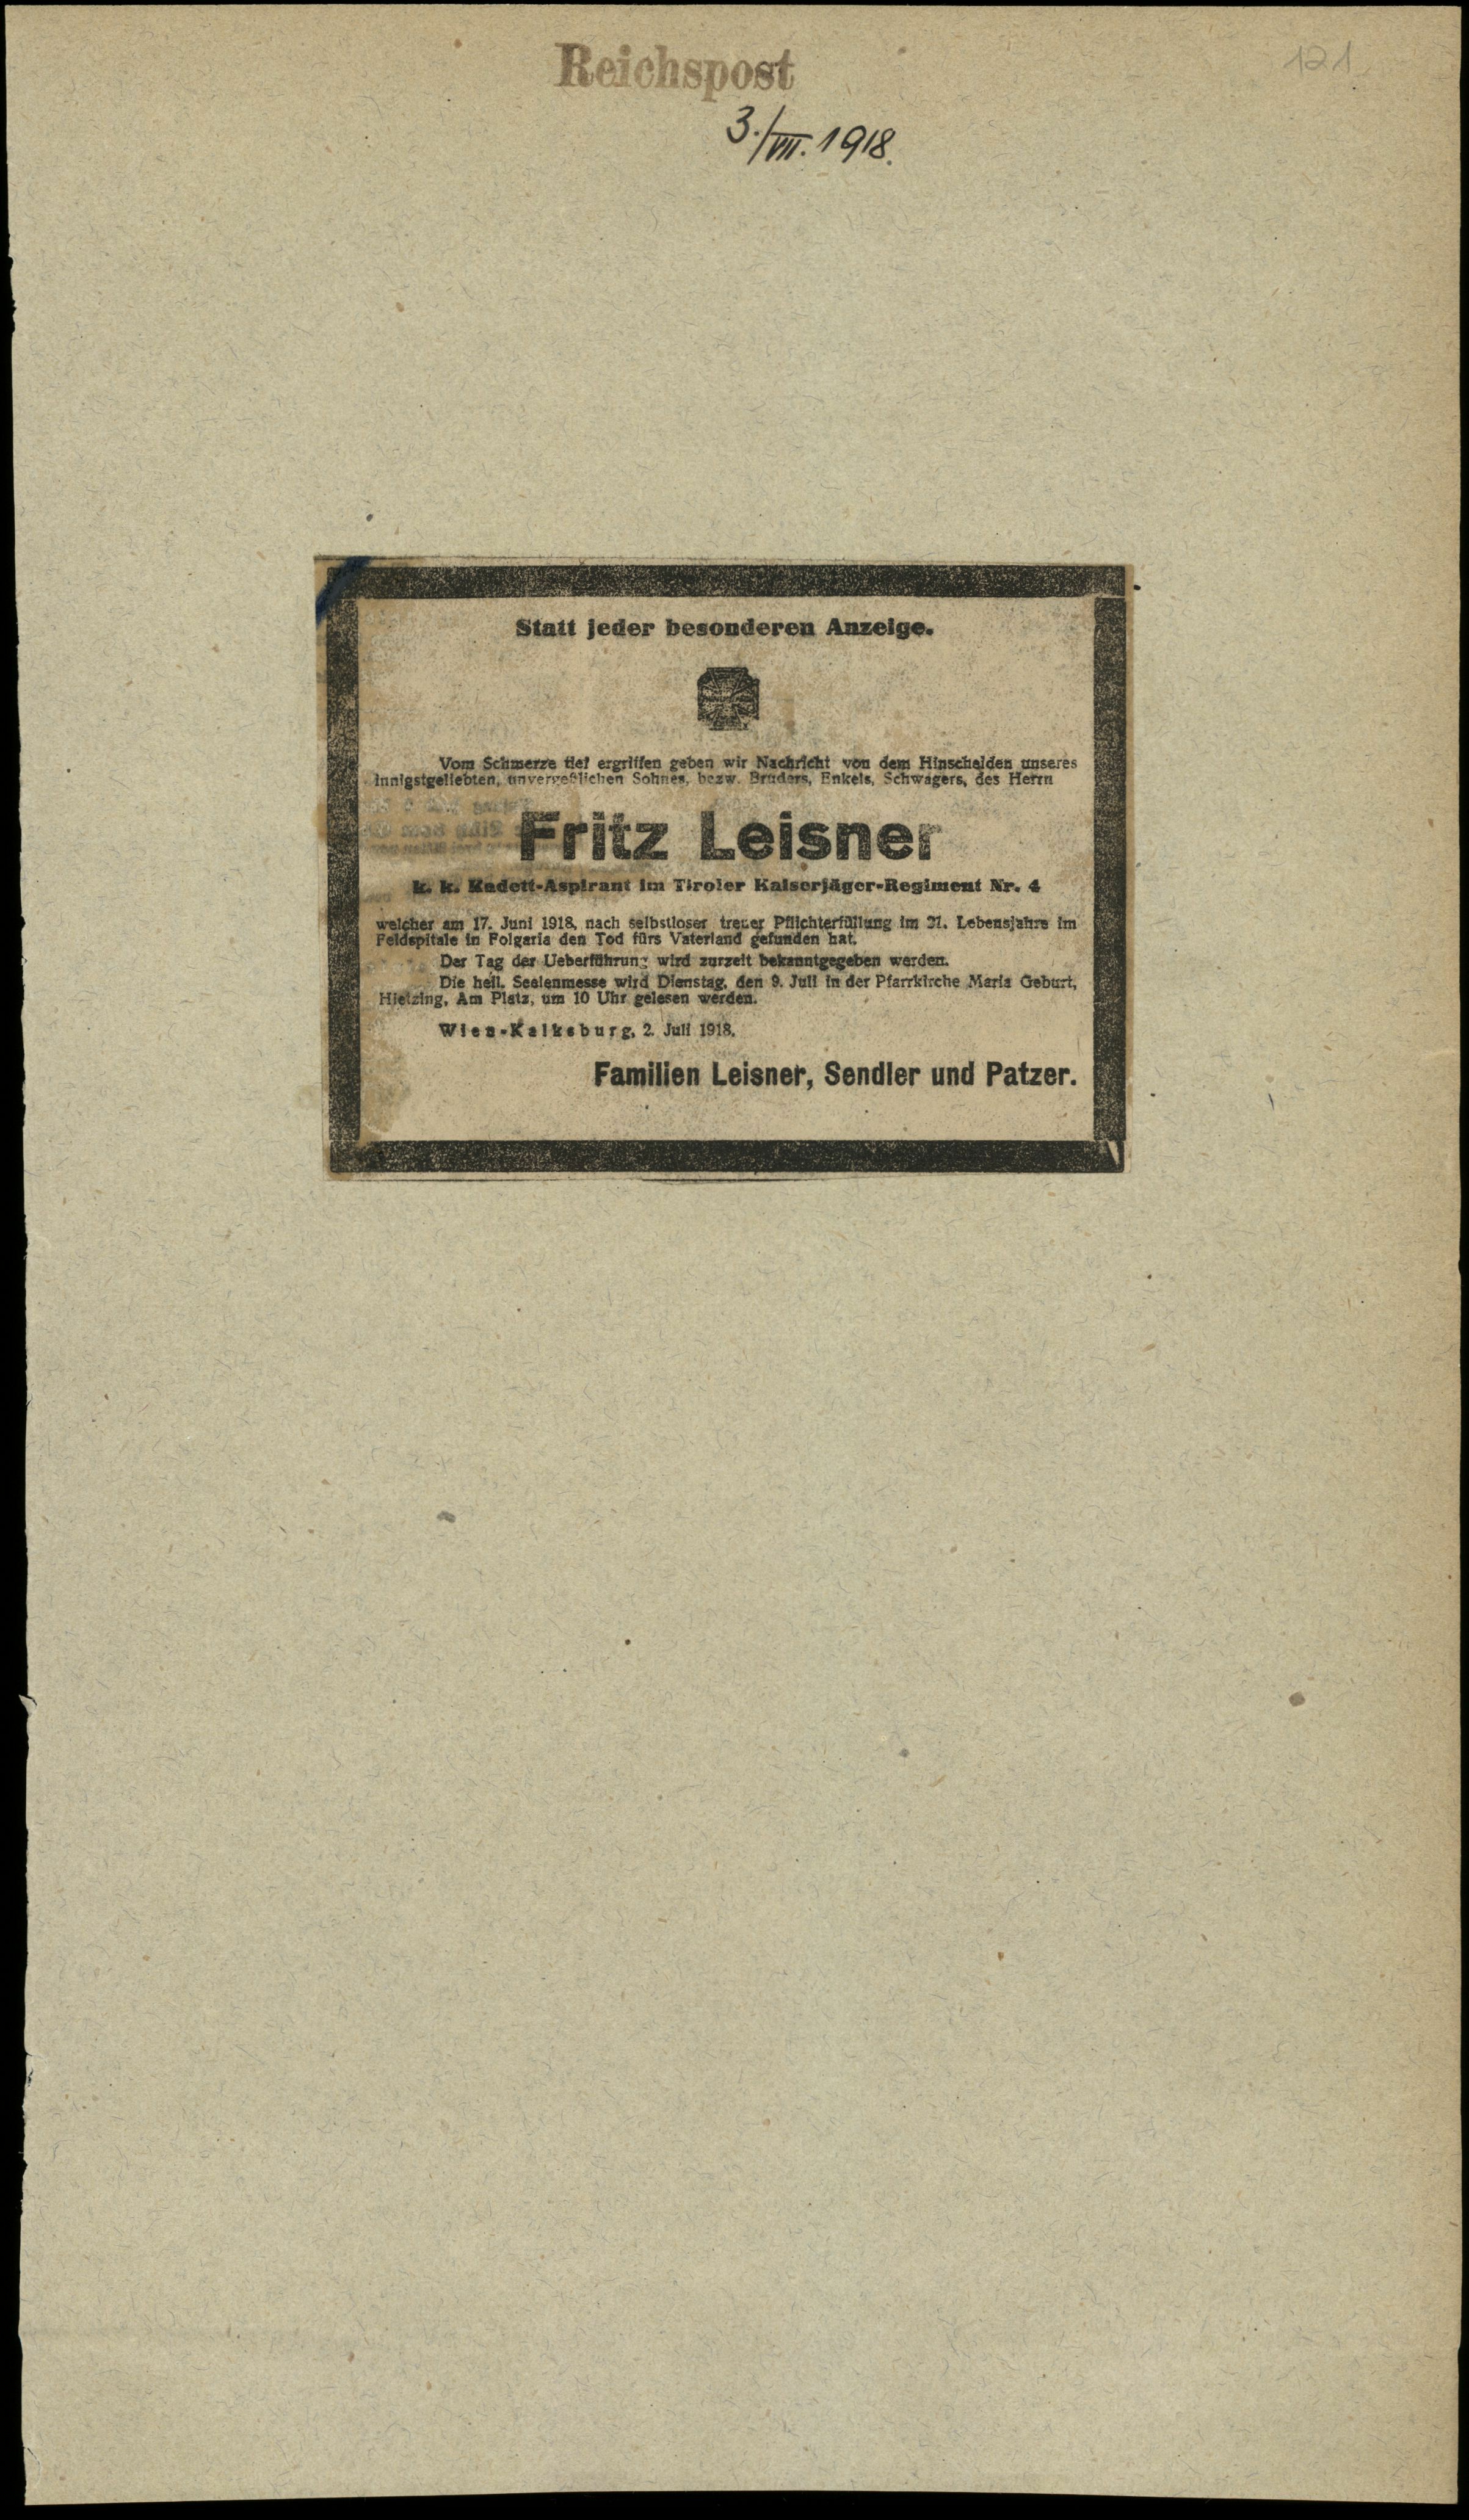 Reichspost
121
3./VII. 1918.
Statt jeder besonderen Anzeige.
Vom Schmerze tief ergriffen geben wir Nachricht von dem Hinscheiden unseres
innigstgeliebten, unvergeßlichen Sohnes, bezw. Bruders, Enkels, Schwagers, des Herrn
Fritz Leisner
k. k. Kadett-Aspirant im Tiroler Kaiserjäger-Regiment Nr. 4
welcher am 17. Juni 1918, nach selbstloser treuer Pflichterfüllung im 21. Lebensjahre im
Feldspitale in Folgaria den Tod fürs Vaterland gefunden hat.
Der Tag der Ueberführung wird zurzeit bekanntgegeben werden.
Die heil. Seelenmesse wird Dienstag, den 9. Juli in der Pfarrkirche Maria Geburt,
Hietzing, Am Platz, um 10 Uhr gelesen werden.
Wien-Kalksburg, 2. Juli 1918.
Familien Leisner, Sendler und Patzer.